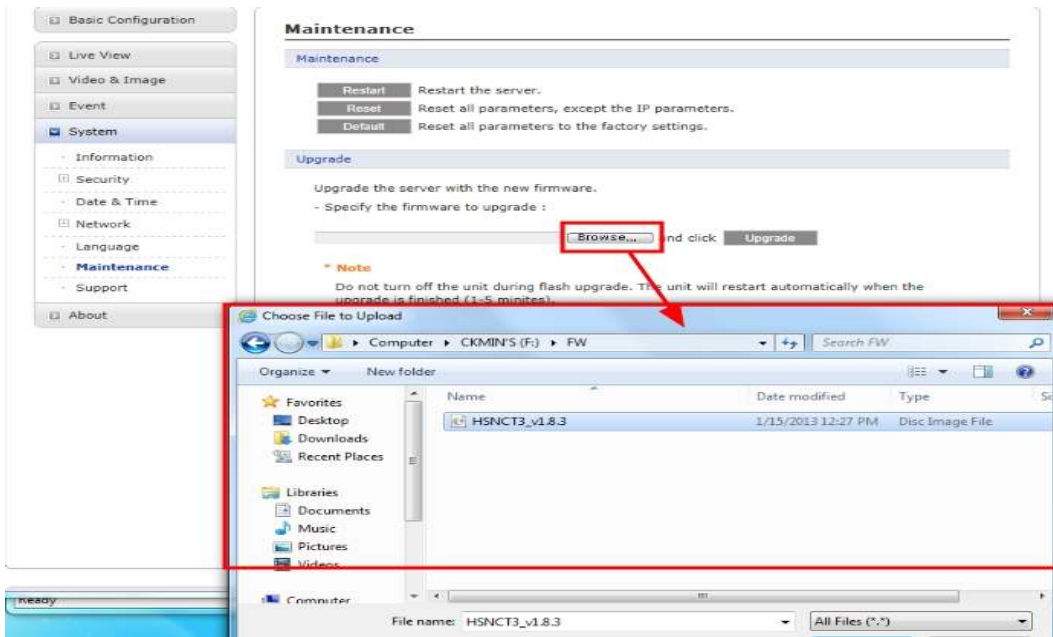 Basic Configuration
Live View
Video & Image
Event
System
Information
Security
Date & Time
Network
Language
Maintenance
Support
About
Maintenance
Maintenance
Restart Restart the server.
Reset Reset all parameters, except the IP parameters.
Default Reset all parameters to the factory settings.
Upgrade
Upgrade the server with the new firmware.
- Specify the firmware to upgrade :
Browse... and click Upgrade
* Note
Do not turn off the unit during flash upgrade. The unit will restart automatically when the
upgrade is finished (1-5 minites).
Choose File to Upload
Computer CKMIN'S (F:) FW Search FW
Organize New folder
Favorites
Desktop
Downloads
Recent Places
Libraries
Documents
Music
Pictures
Videos
Computer
Name Date modified Type
HSNCT3_v1.8.3 1/15/2013 12:27 PM Disc Image File
File name: HSNCT3_v1.8.3 All Files (*.*)
Ready